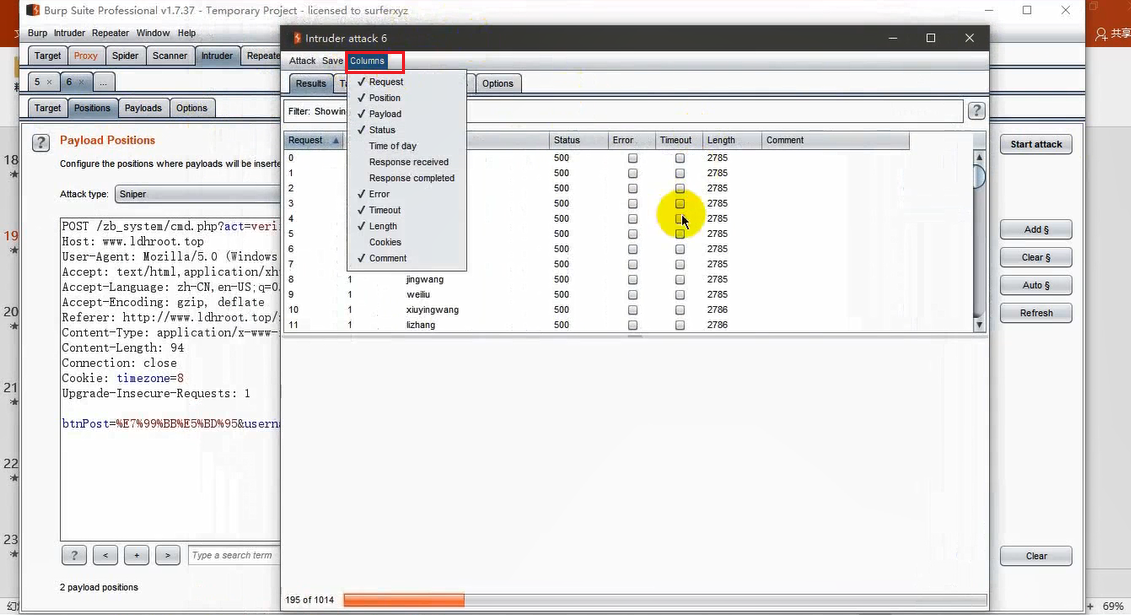 Burp Suite Professional v1.7.37 - Temporary Project - licensed to surferxyz
Burp Intruder Repeater Window Help
Target Proxy Spider Scanner Intruder Repeate
5 × 6 × ...
Target Positions Payloads Options
? Payload Positions
Configure the positions where payloads will be inserte
Attack type: Sniper
POST /zb_system/cmd.php?act=veri
Host: www.ldhroot.top
User-Agent: Mozilla/5.0 (Windows
Accept: text/html,application/xh
Accept-Language: zh-CN,en-US;q=0.
Accept-Encoding: gzip, deflate
Referer: http://www.ldhroot.top/
Content-Type: application/x-www-
Content-Length: 94
Connection: close
Cookie: timezone=8
Upgrade-Insecure-Requests: 1
btnPost=%E7%99%BB%E5%BD%95&usern
? < + > Type a search term
2 payload positions
Intruder attack 6
Attack Save Columns
Results Options
Filter: Showin
?
Request
Position
Payload
Status
Time of day
Response received
Response completed
Error
Timeout
Length
Cookies
Comment
Request Status Error Timeout Length Comment
0 500 2785
1 500 2785
2 500 2785
3 500 2785
4 500 2785
5 500 2785
6 500 2785
7 500 2785
8 1 jingwang 500 2785
9 1 weiliu 500 2785
10 1 xiuyingwang 500 2786
11 1 lizhang 500 2786
195 of 1014
Start attack
Add §
Clear §
Auto §
Refresh
Clear
共享
18
19
20
21
22
23
69%